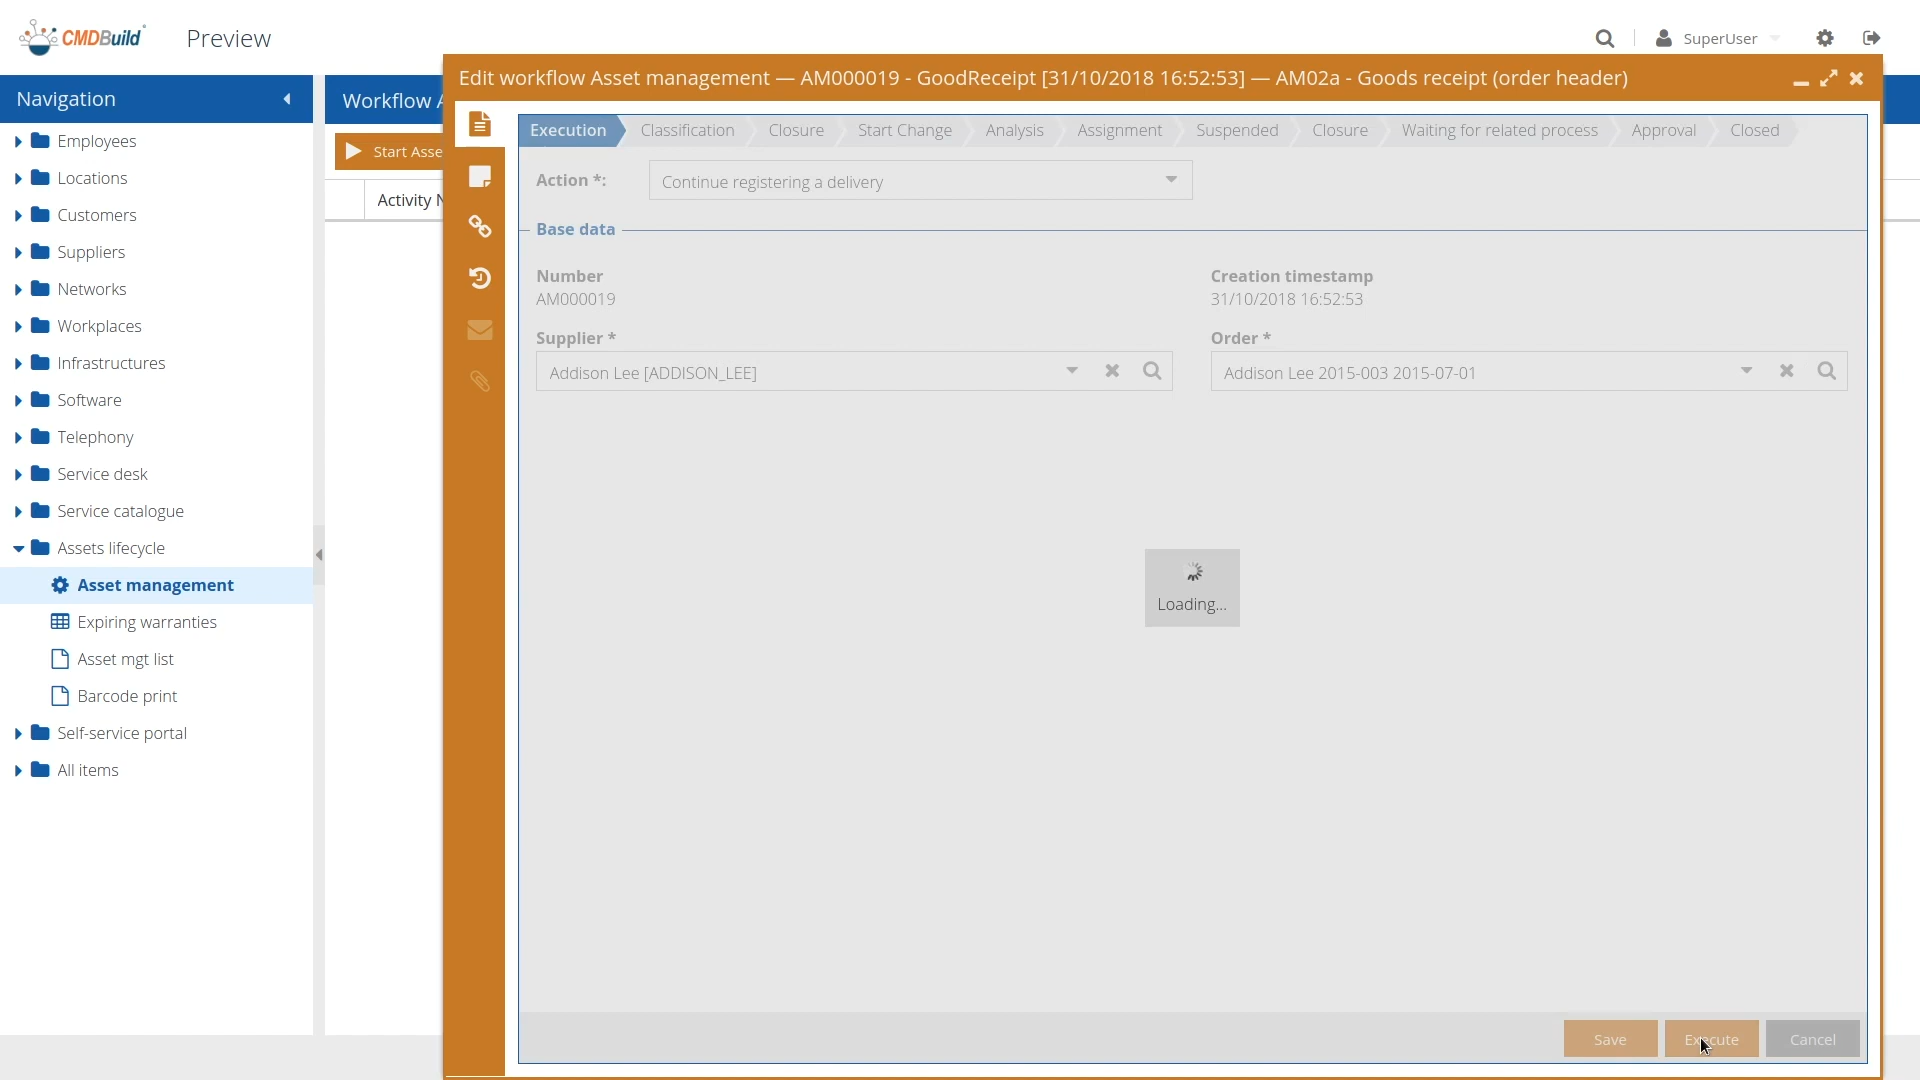 CMDBuild
Preview
SuperUser
Edit workflow Asset management — AM000019 - GoodReceipt [31/10/2018 16:52:53] — AM02a - Goods receipt (order header)
Navigation
Employees
Locations
Customers
Suppliers
Networks
Workplaces
Infrastructures
Software
Telephony
Service desk
Service catalogue
Assets lifecycle
Asset management
Expiring warranties
Asset mgt list
Barcode print
Self-service portal
All items
Workflow A
Start Asse
Activity N
Execution Classification Closure Start Change Analysis Assignment Suspended Closure Waiting for related process Approval Closed
Action *: Continue registering a delivery
Base data
Number Creation timestamp
AM000019 31/10/2018 16:52:53
Supplier * Order *
Addison Lee [ADDISON_LEE] Addison Lee 2015-003 2015-07-01
Loading...
Save Execute Cancel